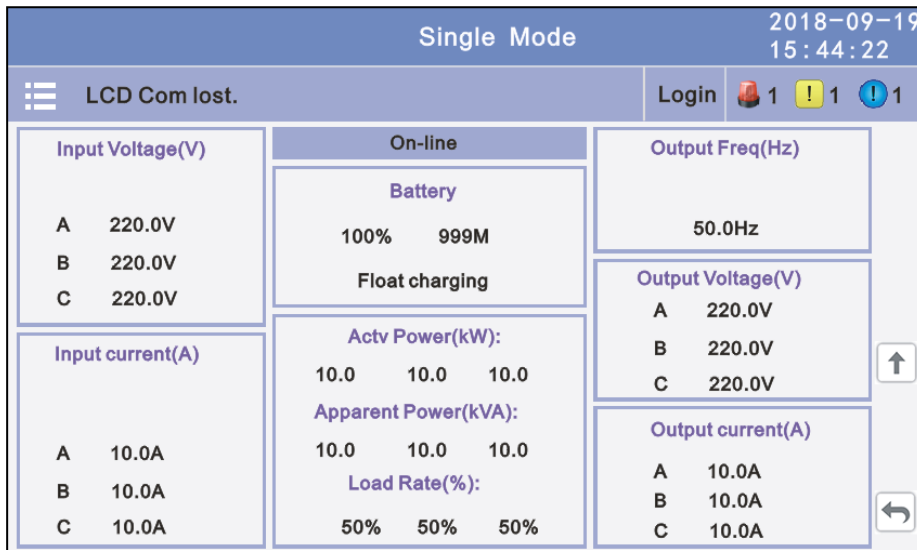 Single Mode
2018-09-19
15:44:22
LCD Com lost.
Login 1 ! 1 ! 1
Input Voltage(V)
A 220.0V
B 220.0V
C 220.0V
Input current(A)
A 10.0A
B 10.0A
C 10.0A
On-line
Battery
100% 999M
Float charging
Actv Power(kW):
10.0 10.0 10.0
Apparent Power(kVA):
10.0 10.0 10.0
Load Rate(%):
50% 50% 50%
Output Freq(Hz)
50.0Hz
Output Voltage(V)
A 220.0V
B 220.0V
C 220.0V
Output current(A)
A 10.0A
B 10.0A
C 10.0A